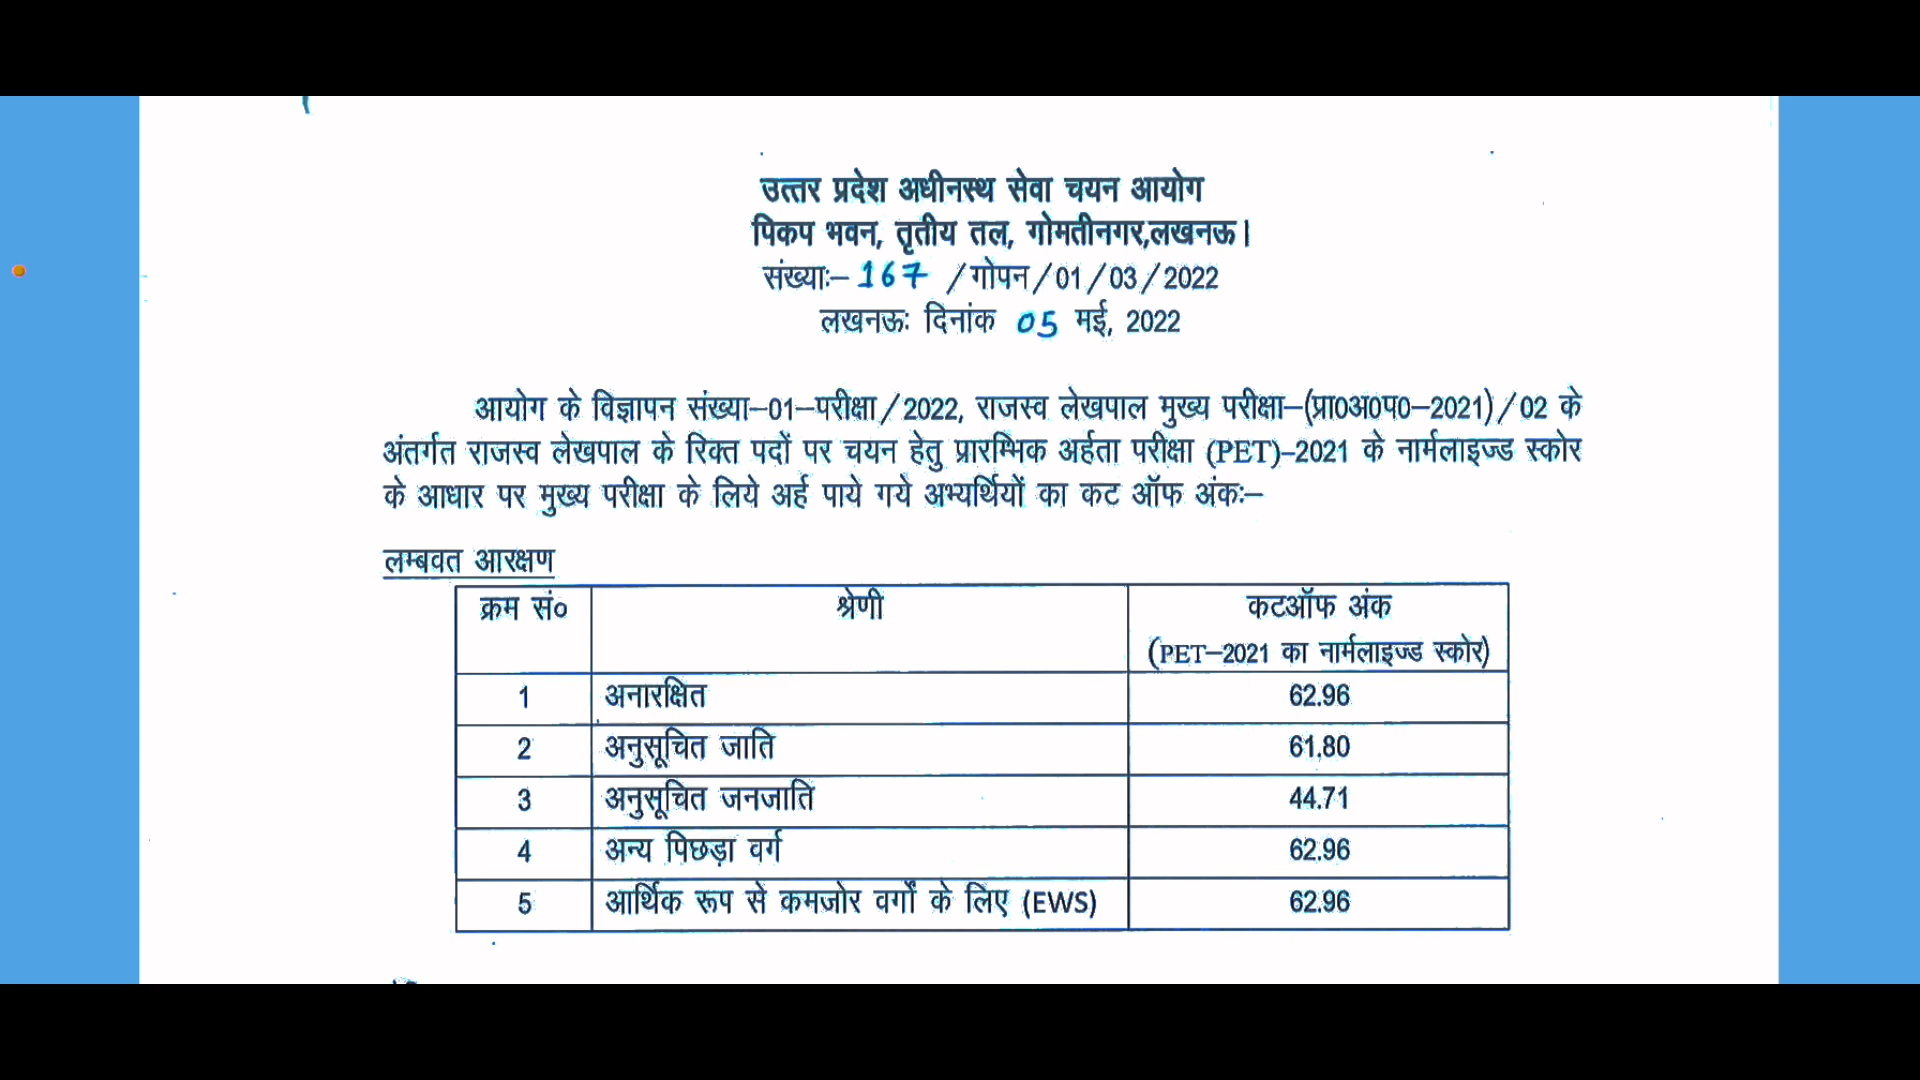 उत्तर प्रदेश अधीनस्थ सेवा चयन आयोग
पिकप भवन, तृतीय तल, गोमतीनगर,लखनऊ।
संख्याः– 167 /गोपन/01/03/2022
लखनऊः दिनांक 05 मई, 2022
आयोग के विज्ञापन संख्या–01–परीक्षा/2022, राजस्व लेखपाल मुख्य परीक्षा–(प्रा0अ0प0–2021)/02 के
अंतर्गत राजस्व लेखपाल के रिक्त पदों पर चयन हेतु प्रारम्भिक अर्हता परीक्षा (PET)–2021 के नार्मलाइज्ड स्कोर
के आधार पर मुख्य परीक्षा के लिये अर्ह पाये गये अभ्यर्थियों का कट ऑफ अंकः–
लम्बवत आरक्षण
क्रम सं० श्रेणी कटऑफ अंक
(PET–2021 का नार्मलाइज्ड स्कोर)
1 अनारक्षित 62.96
2 अनुसूचित जाति 61.80
3 अनुसूचित जनजाति 44.71
4 अन्य पिछड़ा वर्ग 62.96
5 आर्थिक रूप से कमजोर वर्गों के लिए (EWS) 62.96